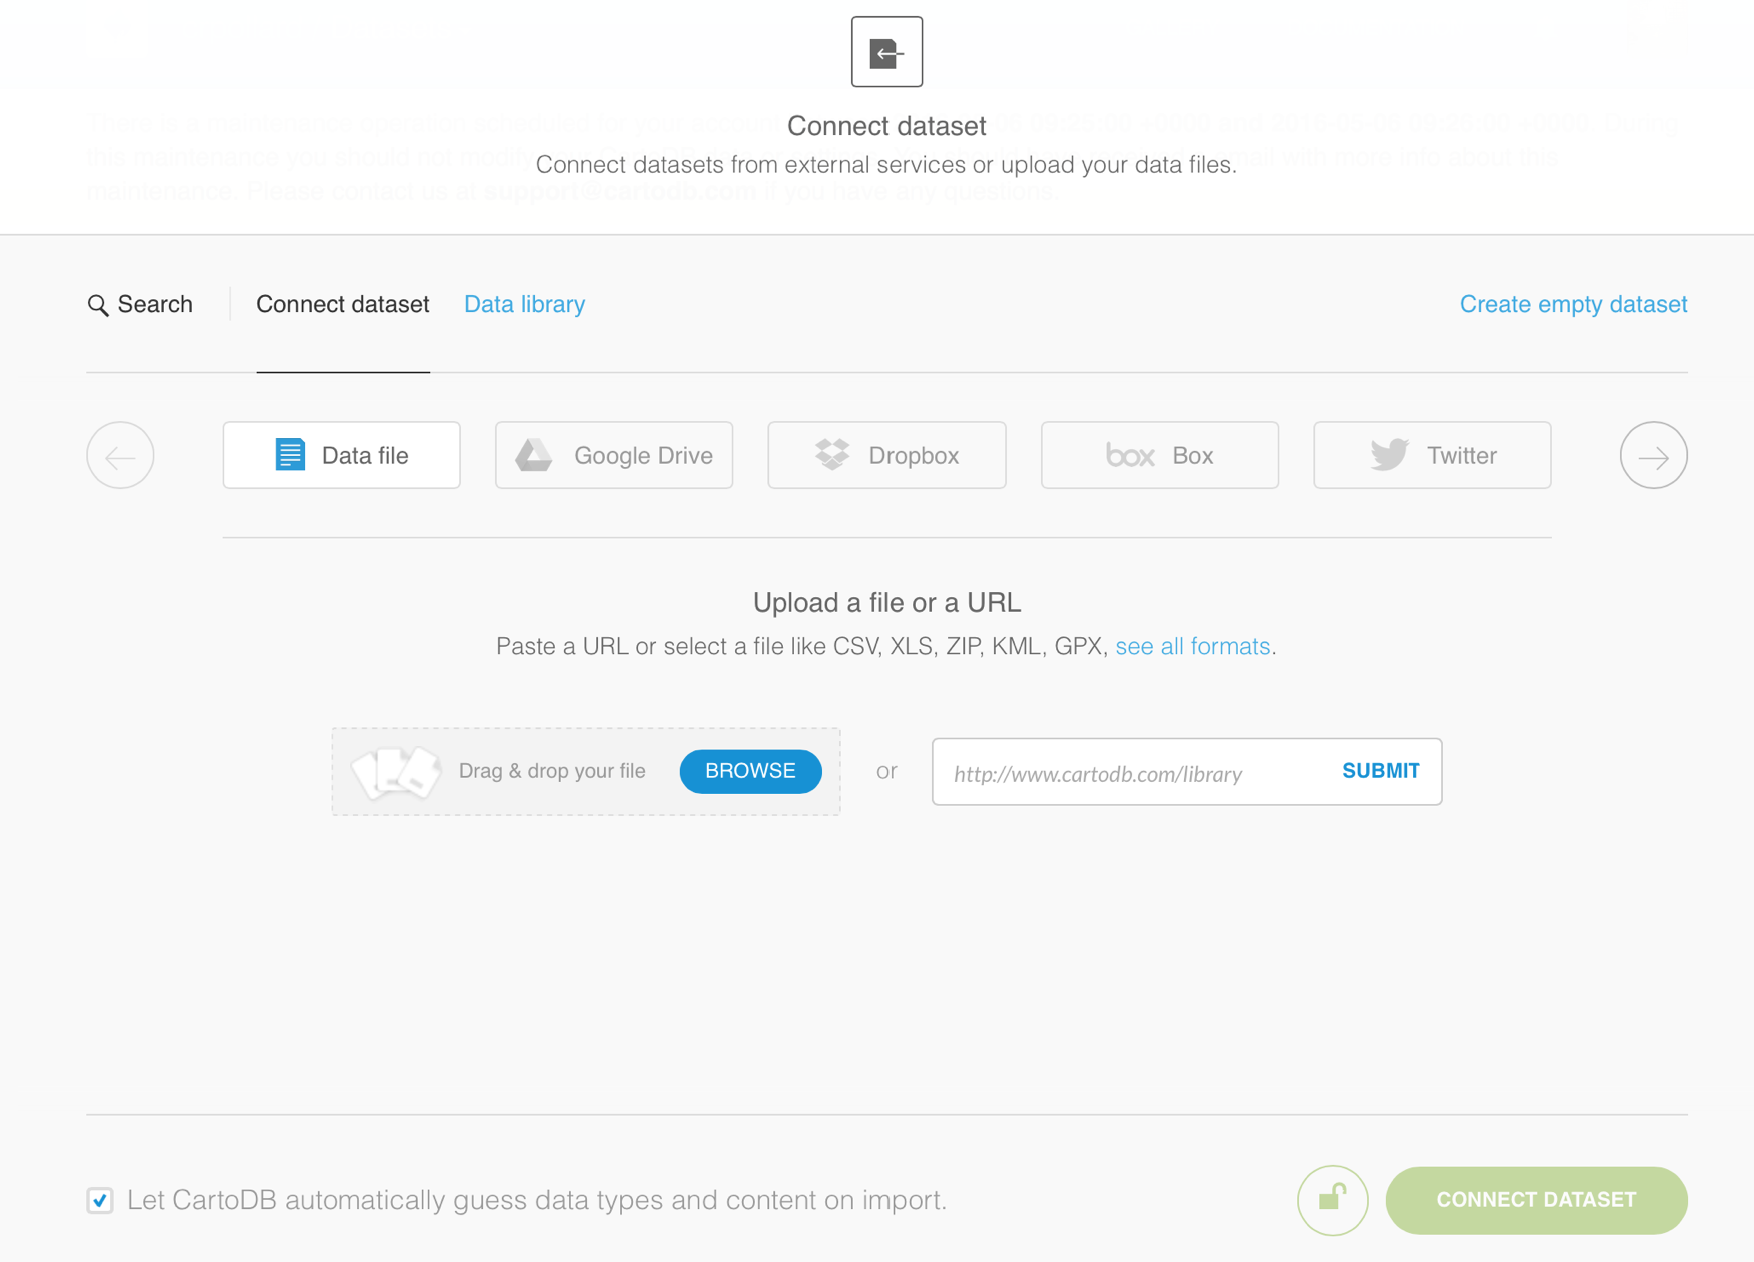 Connect dataset
There is a maintenance operation scheduled for your account
09:20:00 +0000 and 2016-05-06 09:26:00 +0000. During
Connect datasets from external services or upload your data files.
this maintenance you should not modify
email with more info about this
maintenance. Please contact us at support@cartodb.com if you have any questions.
Search
Connect dataset
Data library
Create empty dataset
Data file
Google Drive
Dropbox
box Box
Twitter
Upload a file or a URL
Paste a URL or select a file like CSV, XLS, ZIP, KML, GPX, see all formats.
Drag & drop your file
BROWSE
or
http://www.cartodb.com/library
SUBMIT
Let CartoDB automatically guess data types and content on import.
CONNECT DATASET